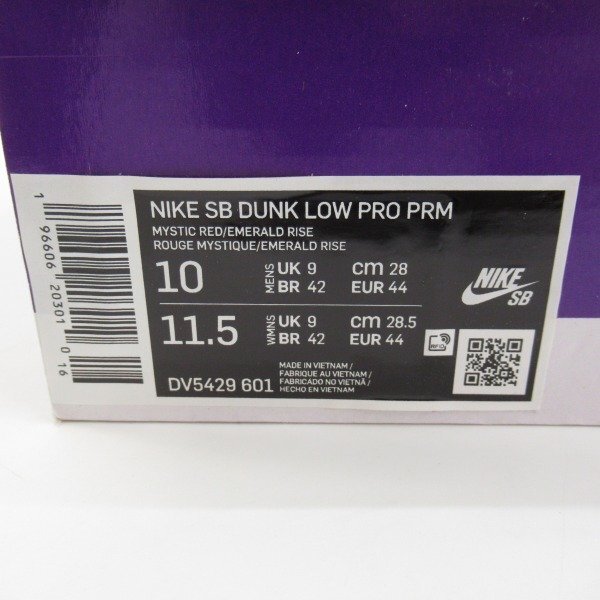 NIKE SB DUNK LOW PRO PRM
MYSTIC RED/EMERALD RISE
ROUGE MYSTIQUE/EMERALD RISE
10 MENS UK 9 cm 28
BR 42 EUR 44
11.5 WMNS UK 9 cm 28.5
BR 42 EUR 44
DV5429 601
MADE IN VIETNAM /
FABRIQUE AU VIETNAM /
FABRICADO NO VIETNÃ /
HECHO EN VIETNAM
NIKE
SB
RFID
1 96606 20301 0 16